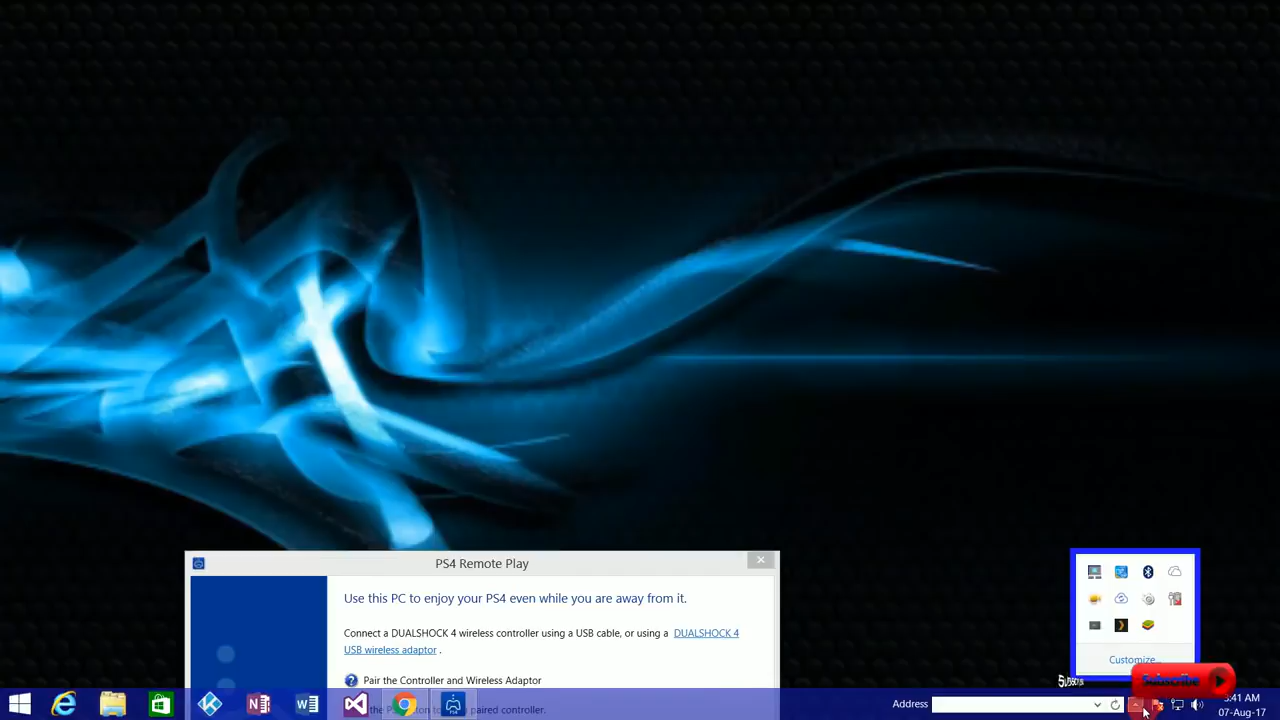 PS4 Remote Play
Use this PC to enjoy your PS4 even while you are away from it.
Connect a DUALSHOCK 4 wireless controller using a USB cable, or using a DUALSHOCK 4
USB wireless adaptor .
Pair the Controller and Wireless Adaptor
paired controller.
Customize...
Subscribe
Address
5:41 AM
07-Aug-17